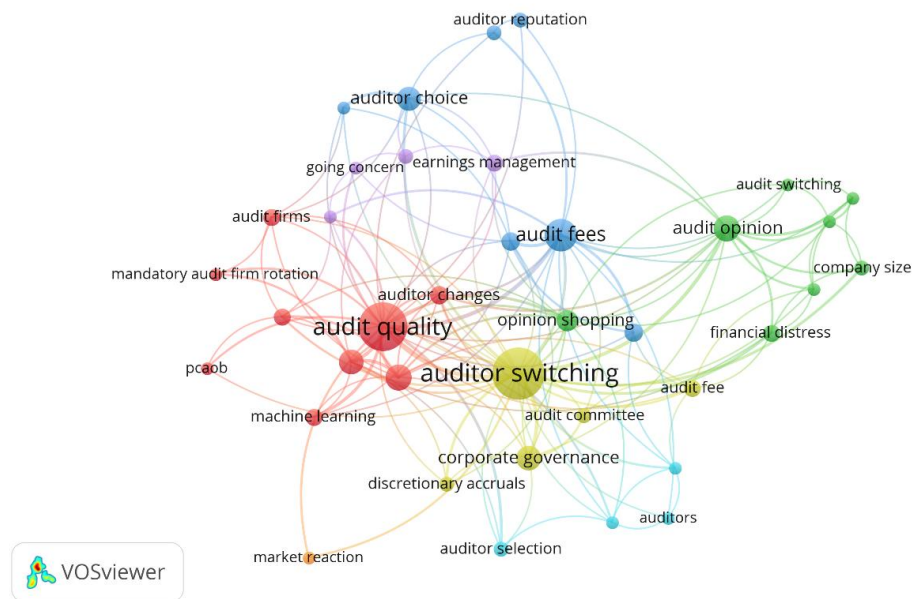 auditor reputation
auditor choice
going concern
earnings management
audit switching
audit firms
audit fees
audit opinion
mandatory audit firm rotation
company size
auditor changes
audit quality
opinion shopping
financial distress
pcaob
auditor switching
audit fee
machine learning
audit committee
corporate governance
discretionary accruals
auditors
market reaction
auditor selection
VOSviewer